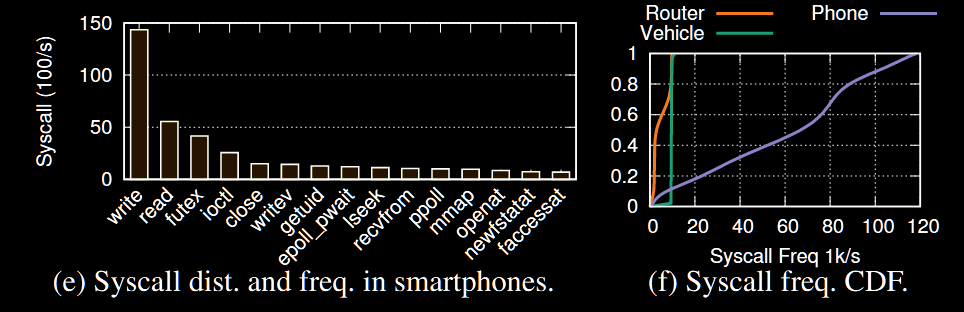 Syscall (100/s)
150
100
50
0
write
read
futex
ioctl
close
writev
getuid
epoll_pwait
lseek
recvfrom
ppoll
mmap
openat
newfstatat
faccessat
(e) Syscall dist. and freq. in smartphones.
Router
Phone
Vehicle
1
0.8
0.6
0.4
0.2
0
0 20 40 60 80 100 120
Syscall Freq 1k/s
(f) Syscall freq. CDF.